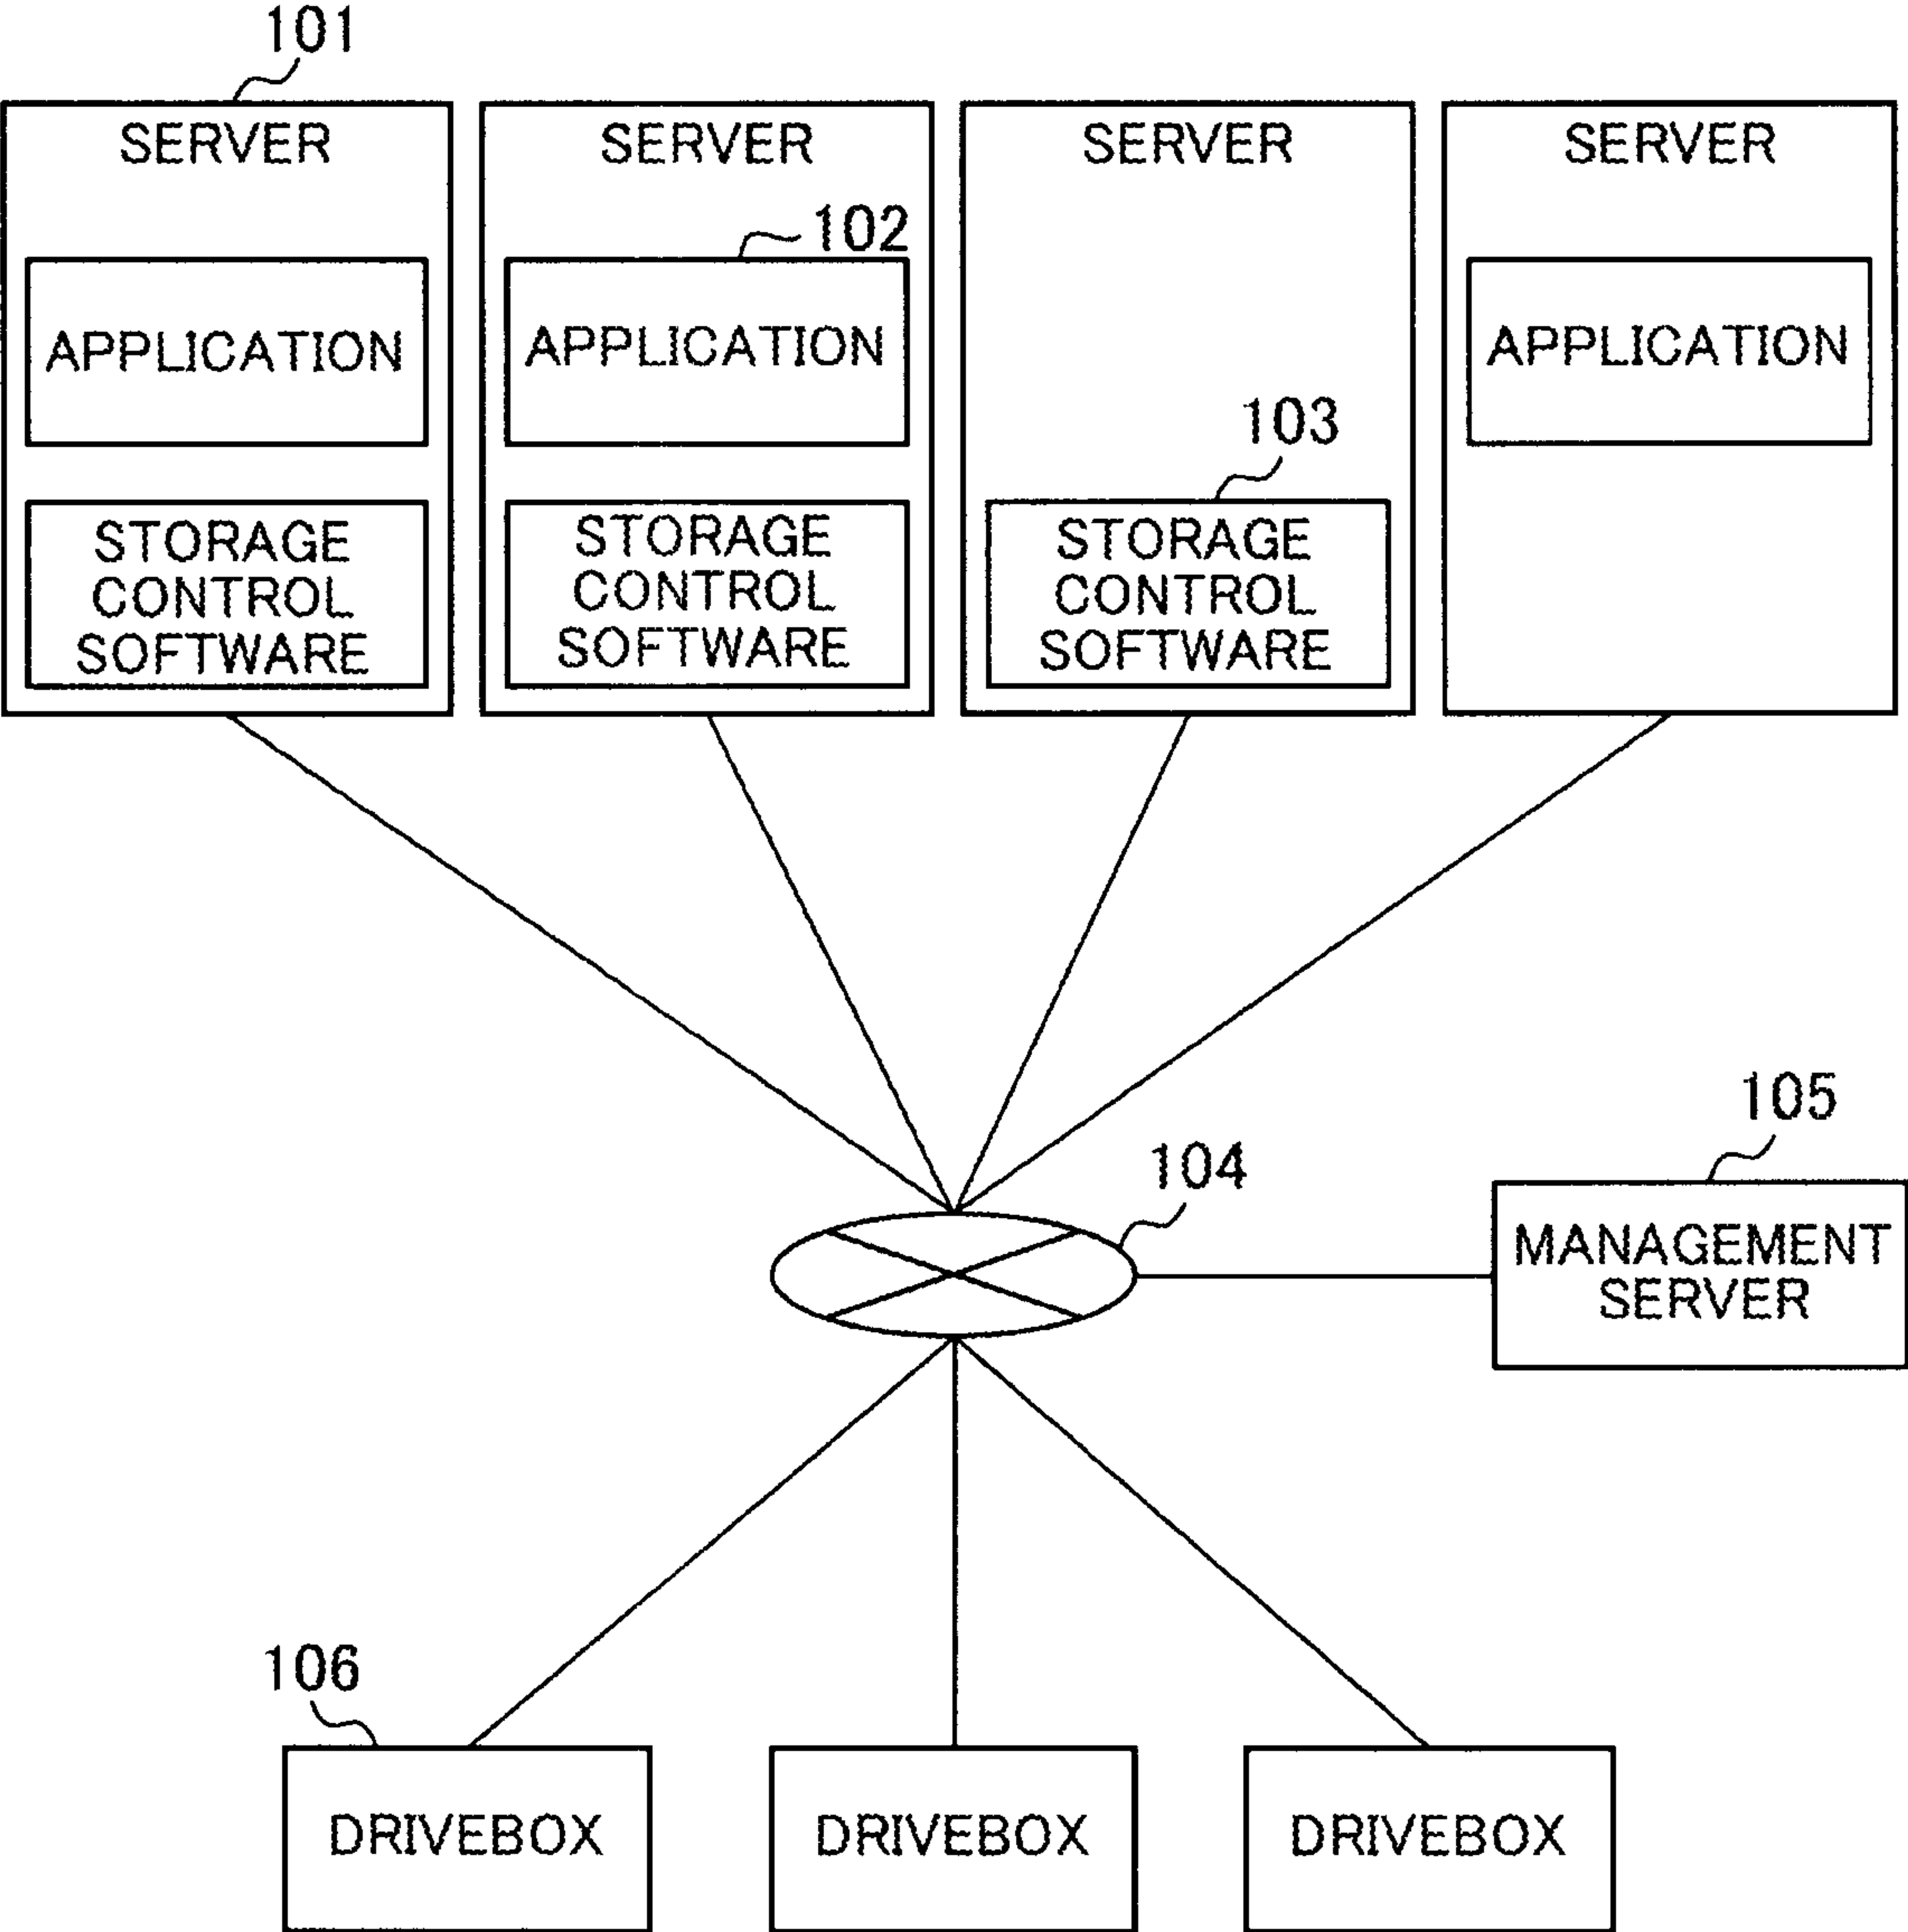 101
SERVER
SERVER
SERVER
SERVER
102
APPLICATION
APPLICATION
APPLICATION
103
STORAGE
CONTROL
SOFTWARE
STORAGE
CONTROL
SOFTWARE
STORAGE
CONTROL
SOFTWARE
105
104
MANAGEMENT
SERVER
106
DRIVEBOX
DRIVEBOX
DRIVEBOX